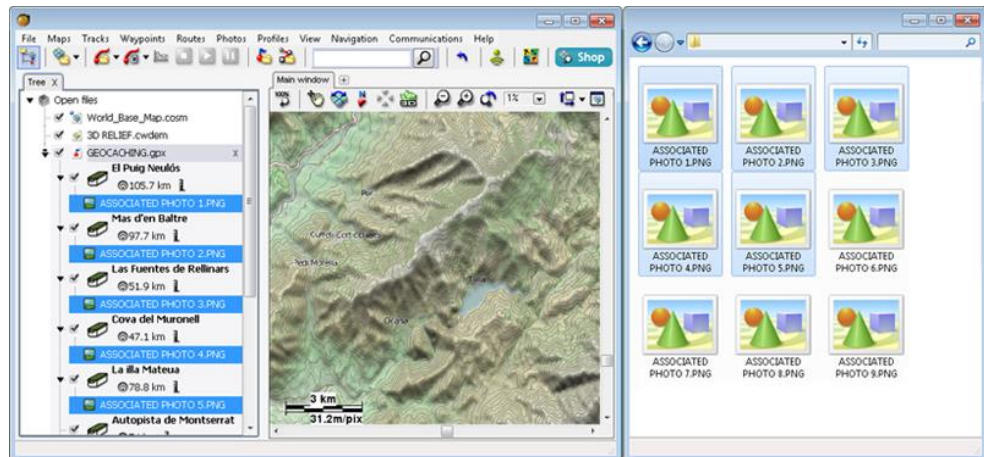 File Maps Tracks Waypoints Routes Photos Profiles View Navigation Communications Help
Shop
Tree X
Open files
World_Base_Map.cosm
3D RELIEF.cwdem
GEOCACHING.gpx x
El Puig Neulós
105.7 km
ASSOCIATED PHOTO 1.PNG
Mas d'en Baltre
97.7 km
ASSOCIATED PHOTO 2.PNG
Las Fuentes de Rellinars
51.9 km
ASSOCIATED PHOTO 3.PNG
Cova del Muronell
47.1 km
ASSOCIATED PHOTO 4.PNG
La illa Mateua
78.8 km
ASSOCIATED PHOTO 5.PNG
Autopista de Montserrat
Main window
100%
1%
3 km
31.2m/pix
ASSOCIATED PHOTO 1.PNG
ASSOCIATED PHOTO 2.PNG
ASSOCIATED PHOTO 3.PNG
ASSOCIATED PHOTO 4.PNG
ASSOCIATED PHOTO 5.PNG
ASSOCIATED PHOTO 6.PNG
ASSOCIATED PHOTO 7.PNG
ASSOCIATED PHOTO 8.PNG
ASSOCIATED PHOTO 9.PNG